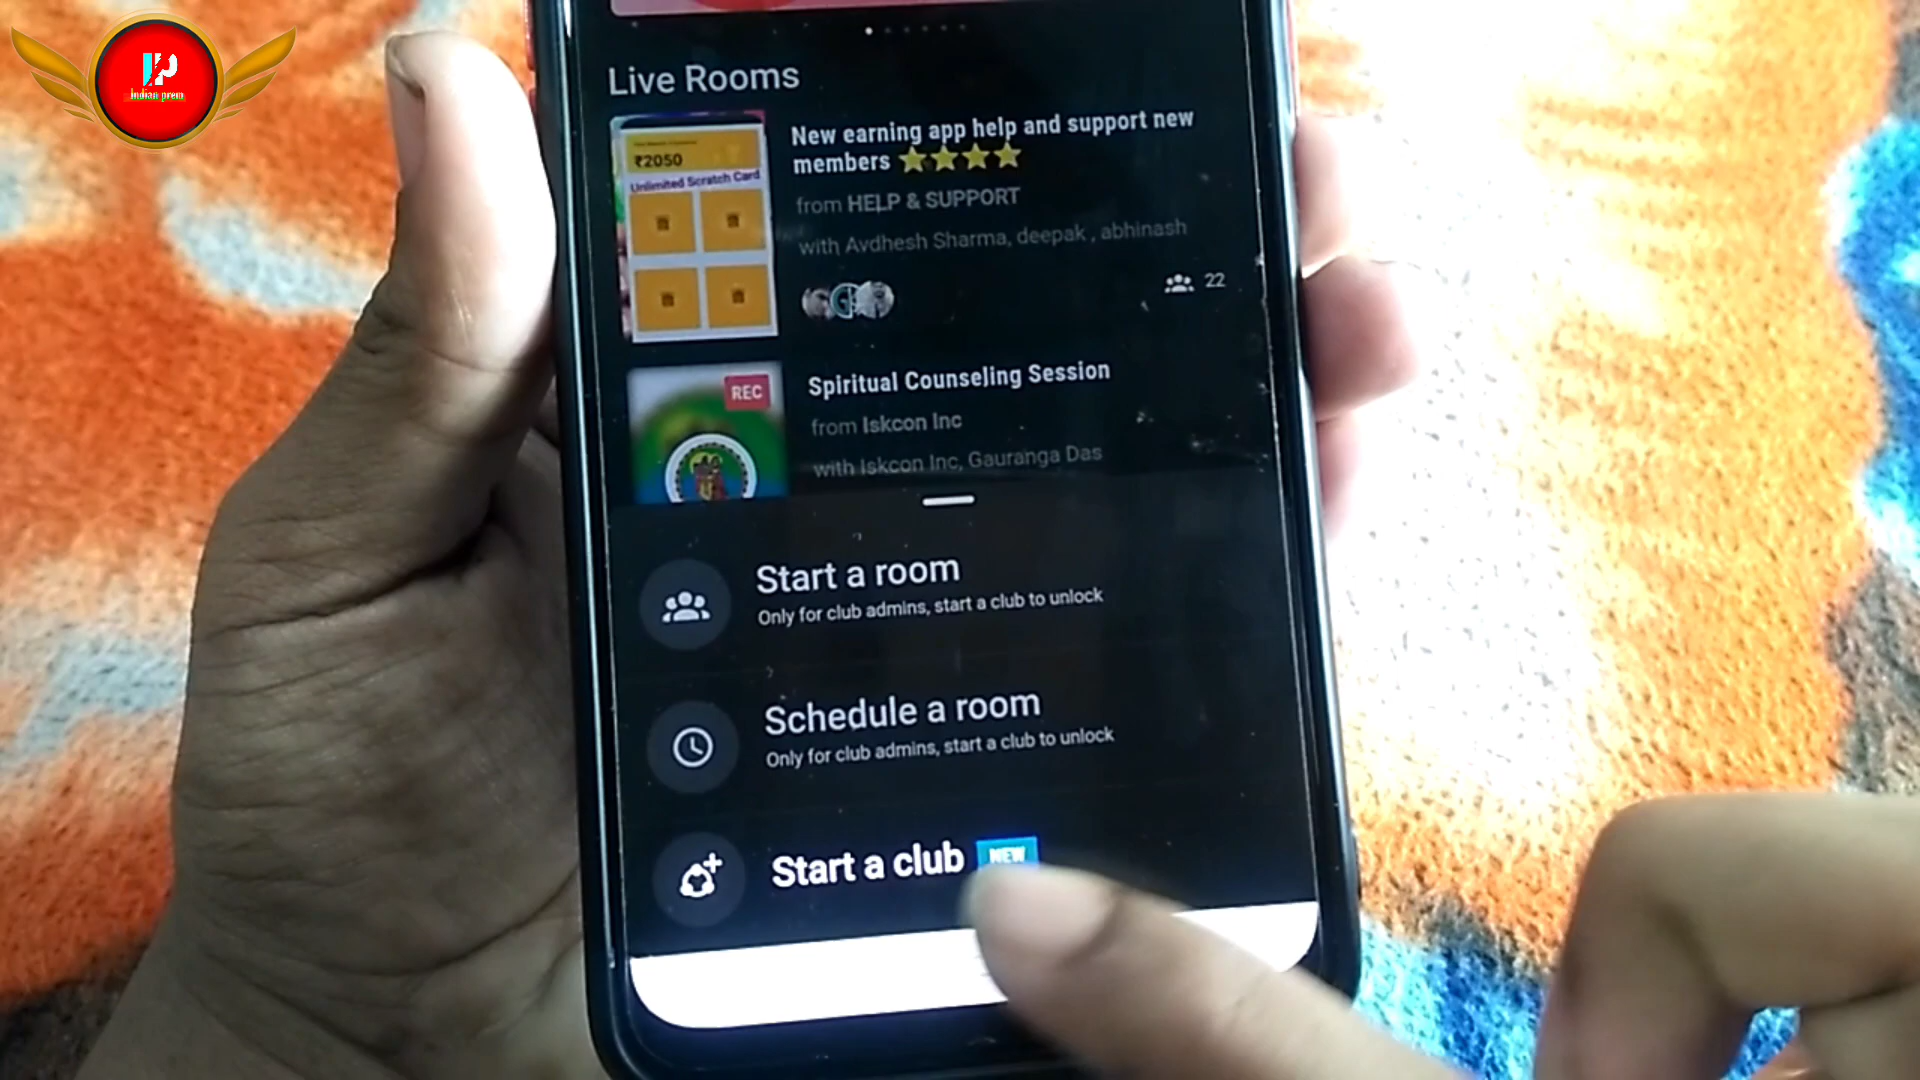 IP
Indian prem
Live Rooms
₹2050
Unlimited Scratch Card
New earning app help and support new
members ⭐⭐⭐⭐
from HELP & SUPPORT
with Avdhesh Sharma, deepak , abhinash
22
REC
Spiritual Counseling Session
from Iskcon Inc
with Iskcon Inc, Gauranga Das
Start a room
Only for club admins, start a club to unlock
Schedule a room
Only for club admins, start a club to unlock
Start a club NEW